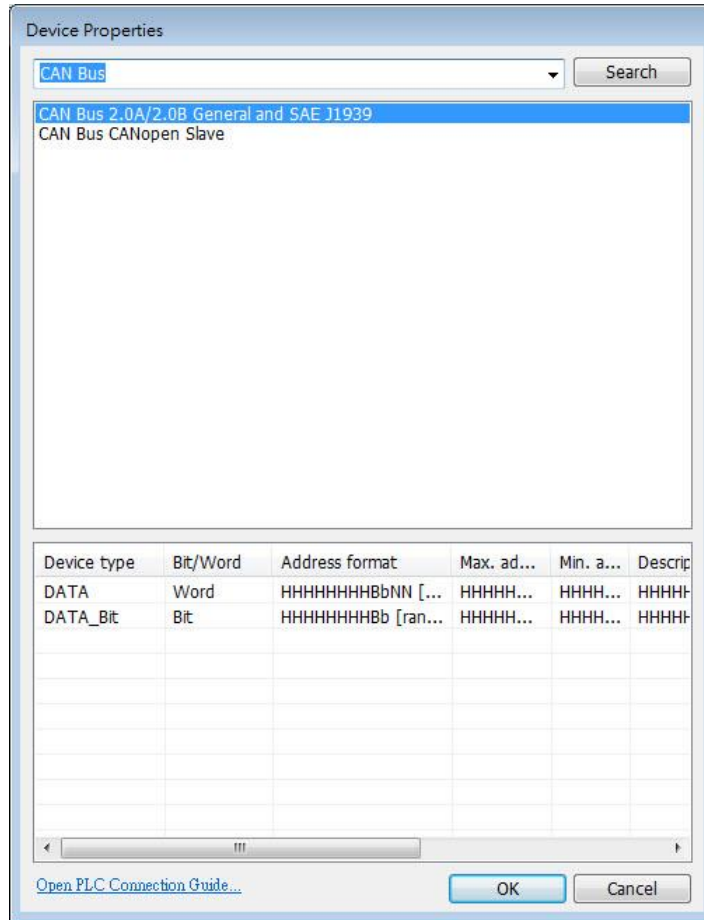 Device Properties
CAN Bus Search
CAN Bus 2.0A/2.0B General and SAE J1939
CAN Bus CANopen Slave
Device type Bit/Word Address format Max. ad... Min. a... Descrip
DATA Word HHHHHHHHBbNN [... HHHHH... HHHH... HHHHH
DATA_Bit Bit HHHHHHHHBb [ran... HHHHH... HHHH... HHHHH
Open PLC Connection Guide... OK Cancel